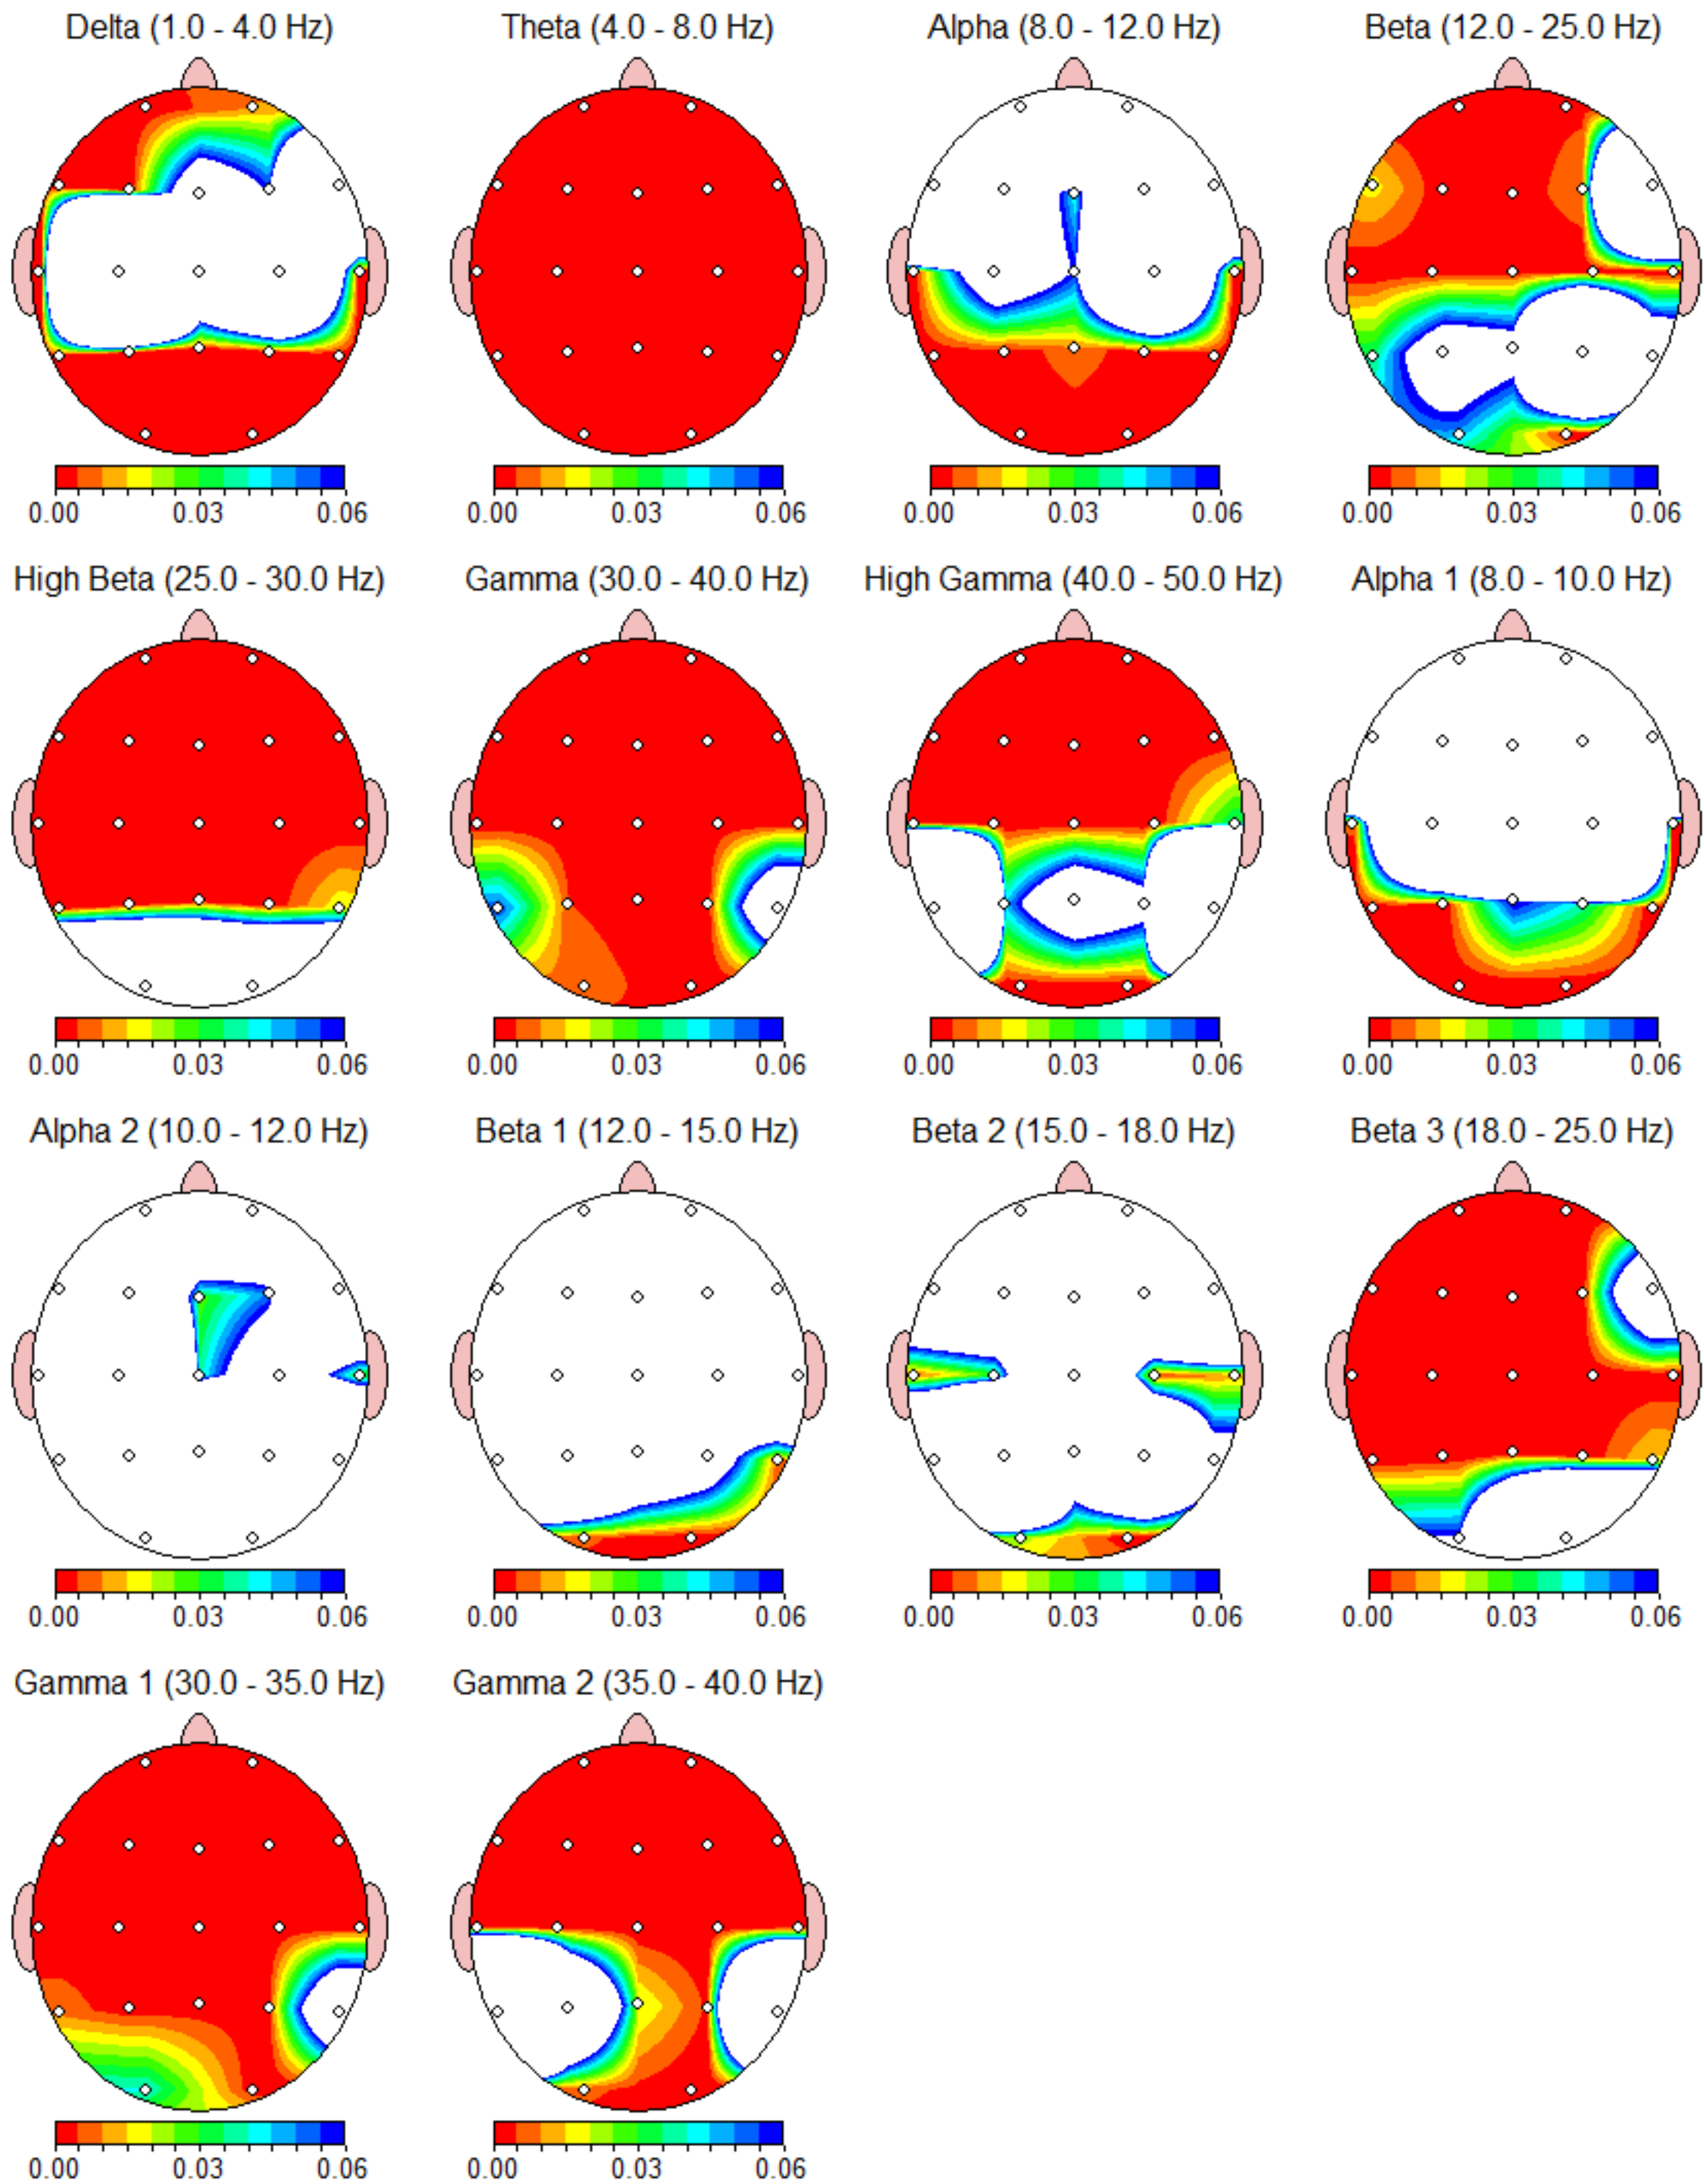 Delta (1.0 - 4.0 Hz) Theta (4.0 - 8.0 Hz) Alpha (8.0 - 12.0 Hz) Beta (12.0 - 25.0 Hz)
0.00 0.03 0.06 0.00 0.03 0.06 0.00 0.03 0.06 0.00 0.03 0.06
High Beta (25.0 - 30.0 Hz) Gamma (30.0 - 40.0 Hz) High Gamma (40.0 - 50.0 Hz) Alpha 1 (8.0 - 10.0 Hz)
0.00 0.03 0.06 0.00 0.03 0.06 0.00 0.03 0.06 0.00 0.03 0.06
Alpha 2 (10.0 - 12.0 Hz) Beta 1 (12.0 - 15.0 Hz) Beta 2 (15.0 - 18.0 Hz) Beta 3 (18.0 - 25.0 Hz)
0.00 0.03 0.06 0.00 0.03 0.06 0.00 0.03 0.06 0.00 0.03 0.06
Gamma 1 (30.0 - 35.0 Hz) Gamma 2 (35.0 - 40.0 Hz)
0.00 0.03 0.06 0.00 0.03 0.06